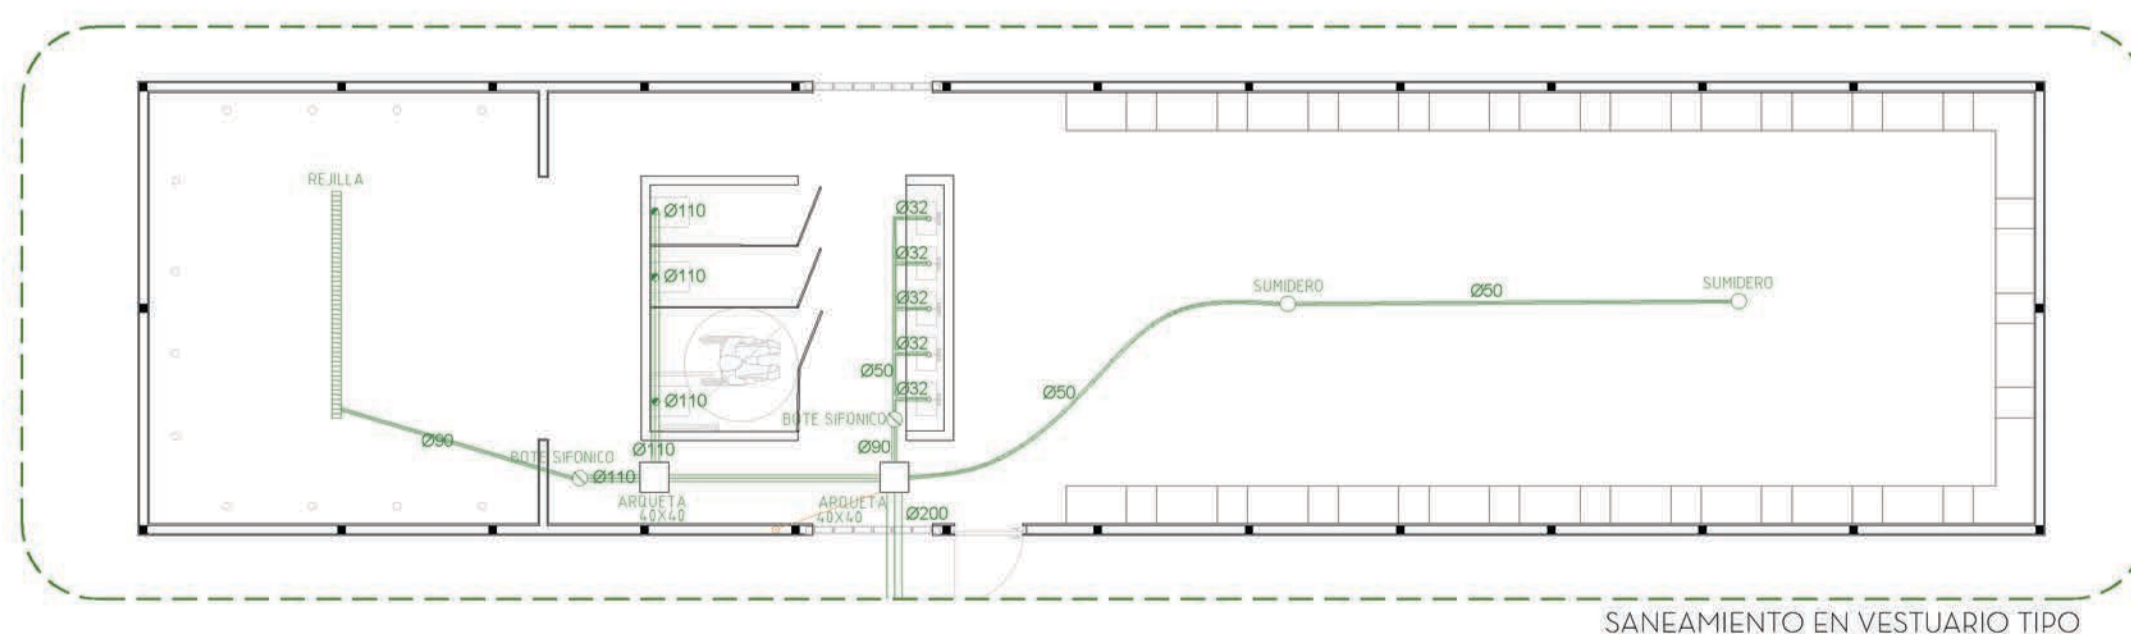 REJILLA
Ø110
Ø32
Ø110
Ø32
SUMIDERO
Ø50
SUMIDERO
Ø32
Ø32
Ø50
Ø32
Ø50
Ø110
BOTE SIFONICO
Ø90
Ø110
Ø90
BOTE SIFONICO
Ø110
ARQUETA
40X40
ARQUETA
40X40
Ø200
SANEAMIENTO EN VESTUARIO TIPO